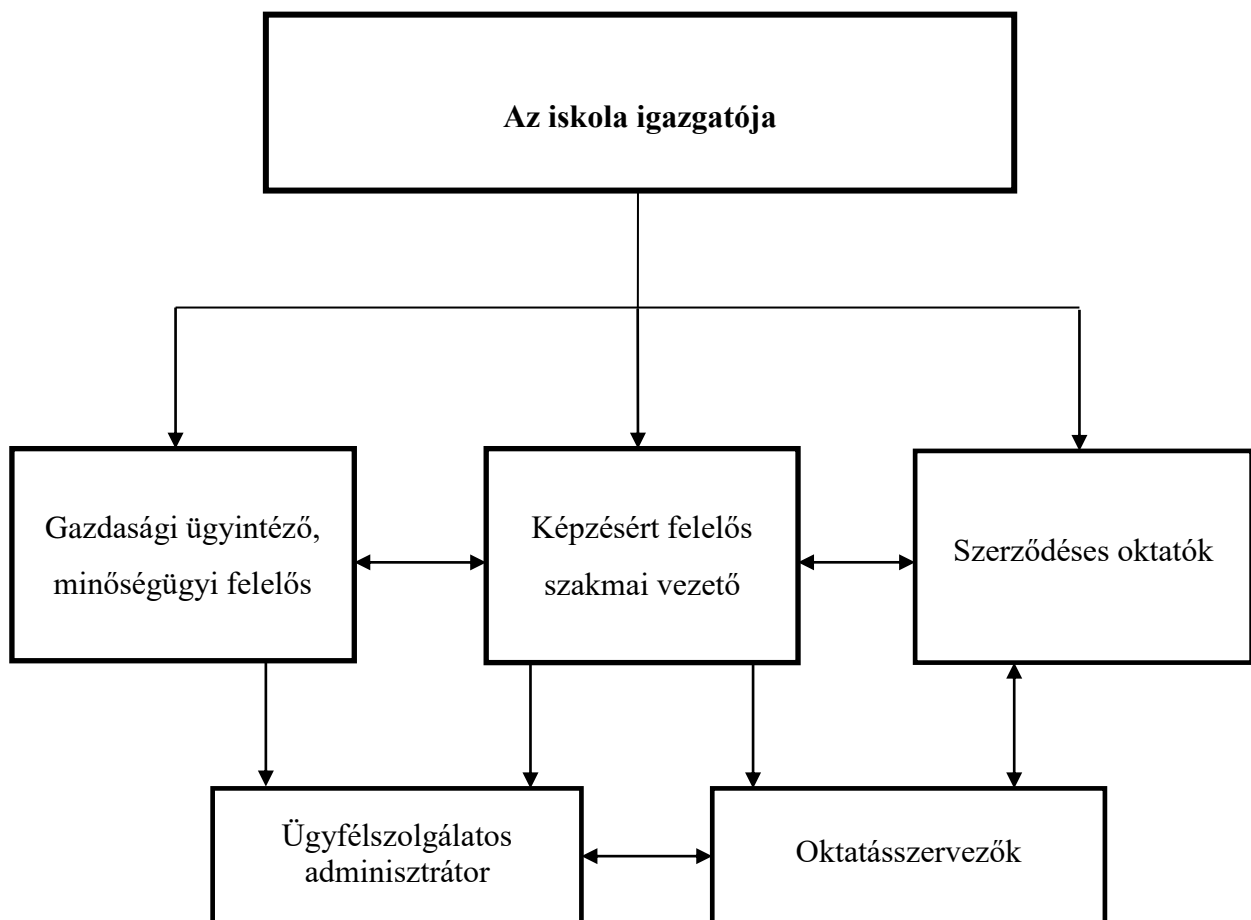 Az iskola igazgatója
Gazdasági ügyintéző,
minőségügyi felelős
Képzésért felelős
szakmai vezető
Szerződéses oktatók
Ügyfélszolgálatos
adminisztrátor
Oktatásszervezők